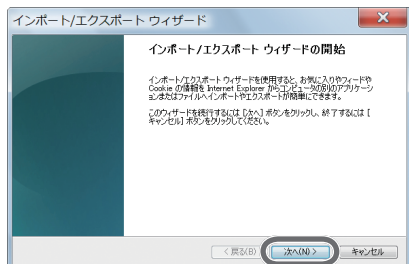 インポート/エクスポート ウィザード
インポート/エクスポート ウィザードの開始
インポート/エクスポート ウィザードを使用すると、お気に入りやフィードや
Cookie の情報を Internet Explorer からコンピュータの別のアプリケーシ
ョンまたはファイルへインポートやエクスポートが簡単にできます。
このウィザードを続行するには [次へ] ボタンをクリックし、終了するには [
キャンセル] ボタンをクリックしてください。
< 戻る(B)
次へ(N) >
キャンセル